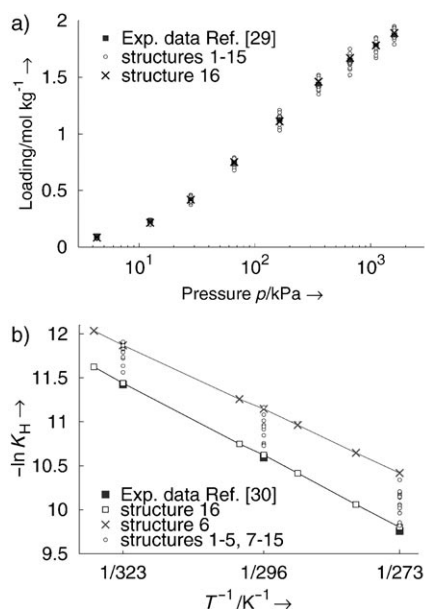 a)
2
Exp. data Ref. [29]
structures 1-15
structure 16
1.5
1
0.5
0
Loading/mol kg⁻¹ →
10¹ 10² 10³
Pressure p/kPa →
b)
12
11.5
11
10.5
10
9.5
−ln K_H →
Exp. data Ref. [30]
structure 16
structure 6
structures 1-5, 7-15
1/323 1/296 1/273
T⁻¹/K⁻¹ →